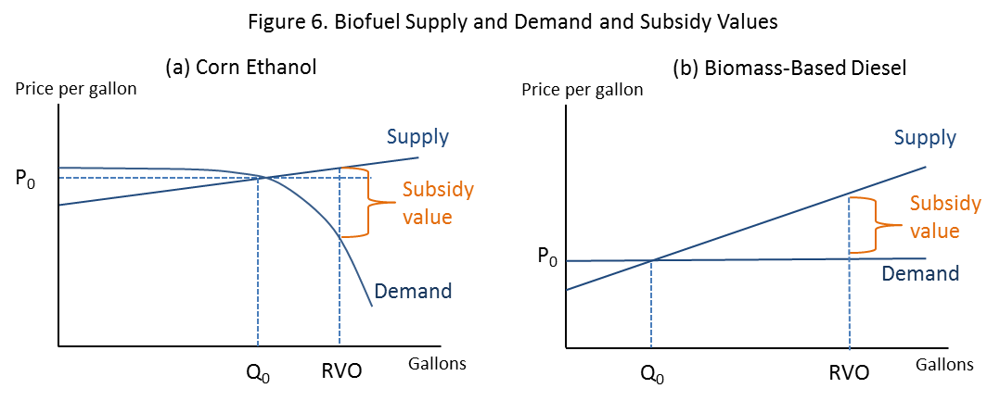 Figure 6. Biofuel Supply and Demand and Subsidy Values
(a) Corn Ethanol
Price per gallon
Supply
P₀
Subsidy
value
Demand
Q₀
RVO
Gallons
(b) Biomass-Based Diesel
Price per gallon
Supply
Subsidy
value
P₀
Demand
Q₀
RVO
Gallons